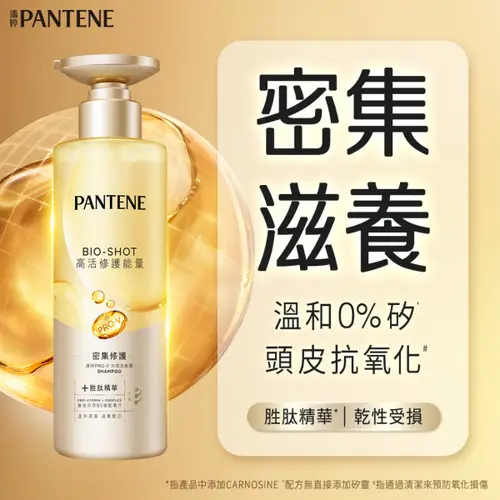 潘婷 PANTENE
密集
滋養
溫和0%矽^
頭皮抗氧化#
胜肽精華* | 乾性受損
PANTENE
BIO-SHOT
高活修護能量
PRO-V
密集修護
SHAMPOO
+胜肽精華
PRO-VITAMIN + COMPLEX
*指產品中添加CARNOSINE ^配方無直接添加矽靈 #指通過清潔來預防氧化損傷